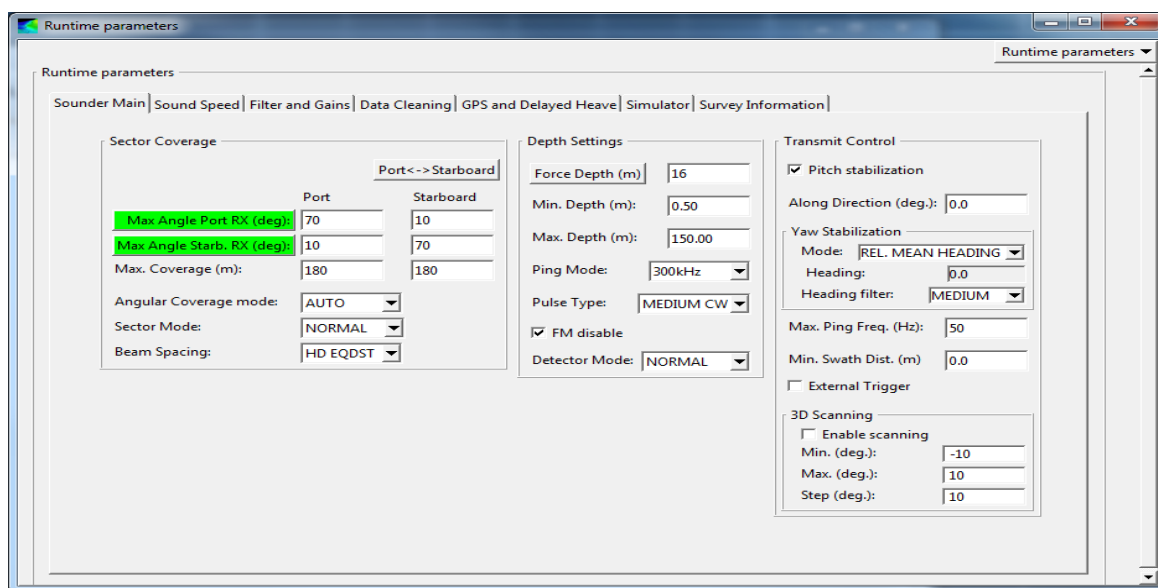 Runtime parameters
Runtime parameters
Runtime parameters
Sounder Main Sound Speed Filter and Gains Data Cleaning GPS and Delayed Heave Simulator Survey Information
Sector Coverage
Port<->Starboard
Port Starboard
Max Angle Port RX (deg): 70 10
Max Angle Starb. RX (deg): 10 70
Max. Coverage (m): 180 180
Angular Coverage mode: AUTO
Sector Mode: NORMAL
Beam Spacing: HD EQDST
Depth Settings
Force Depth (m) 16
Min. Depth (m): 0.50
Max. Depth (m): 150.00
Ping Mode: 300kHz
Pulse Type: MEDIUM CW
FM disable
Detector Mode: NORMAL
Transmit Control
Pitch stabilization
Along Direction (deg.): 0.0
Yaw Stabilization
Mode: REL. MEAN HEADING
Heading: 0.0
Heading filter: MEDIUM
Max. Ping Freq. (Hz): 50
Min. Swath Dist. (m) 0.0
External Trigger
3D Scanning
Enable scanning
Min. (deg.): -10
Max. (deg.): 10
Step (deg.): 10